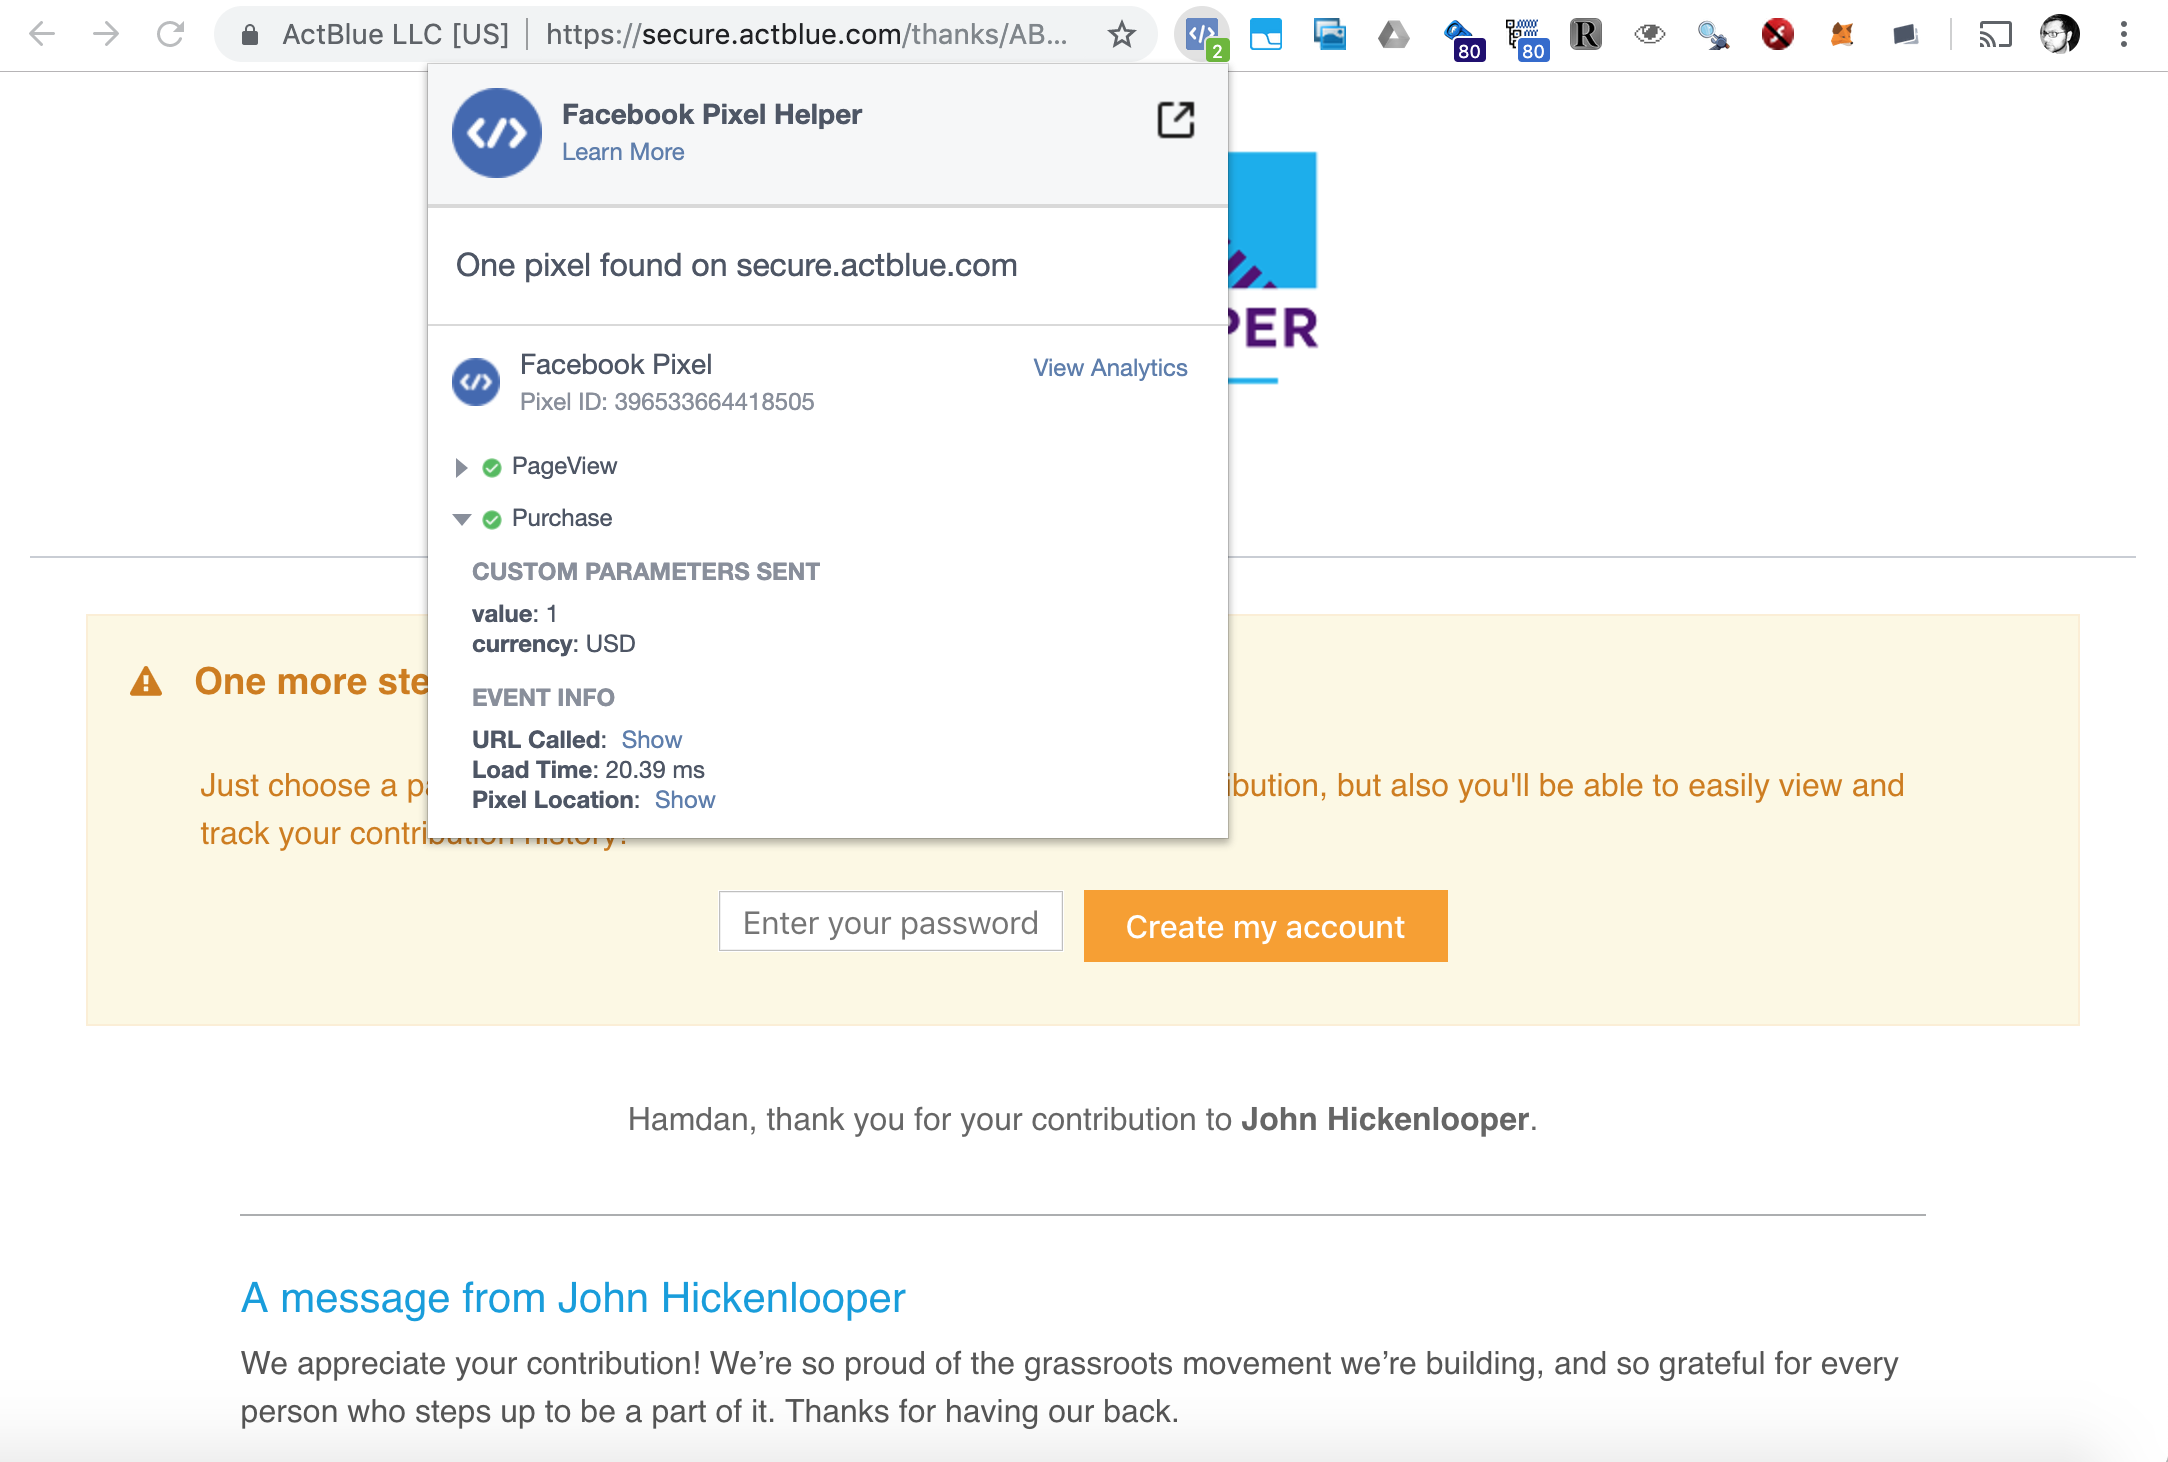 ActBlue LLC [US] | https://secure.actblue.com/thanks/AB...
2
80
80
R
Facebook Pixel Helper
Learn More
One pixel found on secure.actblue.com
PER
Facebook Pixel
View Analytics
Pixel ID: 396533664418505
PageView
Purchase
CUSTOM PARAMETERS SENT
value: 1
currency: USD
EVENT INFO
URL Called: Show
Load Time: 20.39 ms
Pixel Location: Show
One more ste
Just choose a pa ibution, but also you'll be able to easily view and
track your contribution history.
Enter your password
Create my account
Hamdan, thank you for your contribution to John Hickenlooper.
A message from John Hickenlooper
We appreciate your contribution! We’re so proud of the grassroots movement we’re building, and so grateful for every
person who steps up to be a part of it. Thanks for having our back.